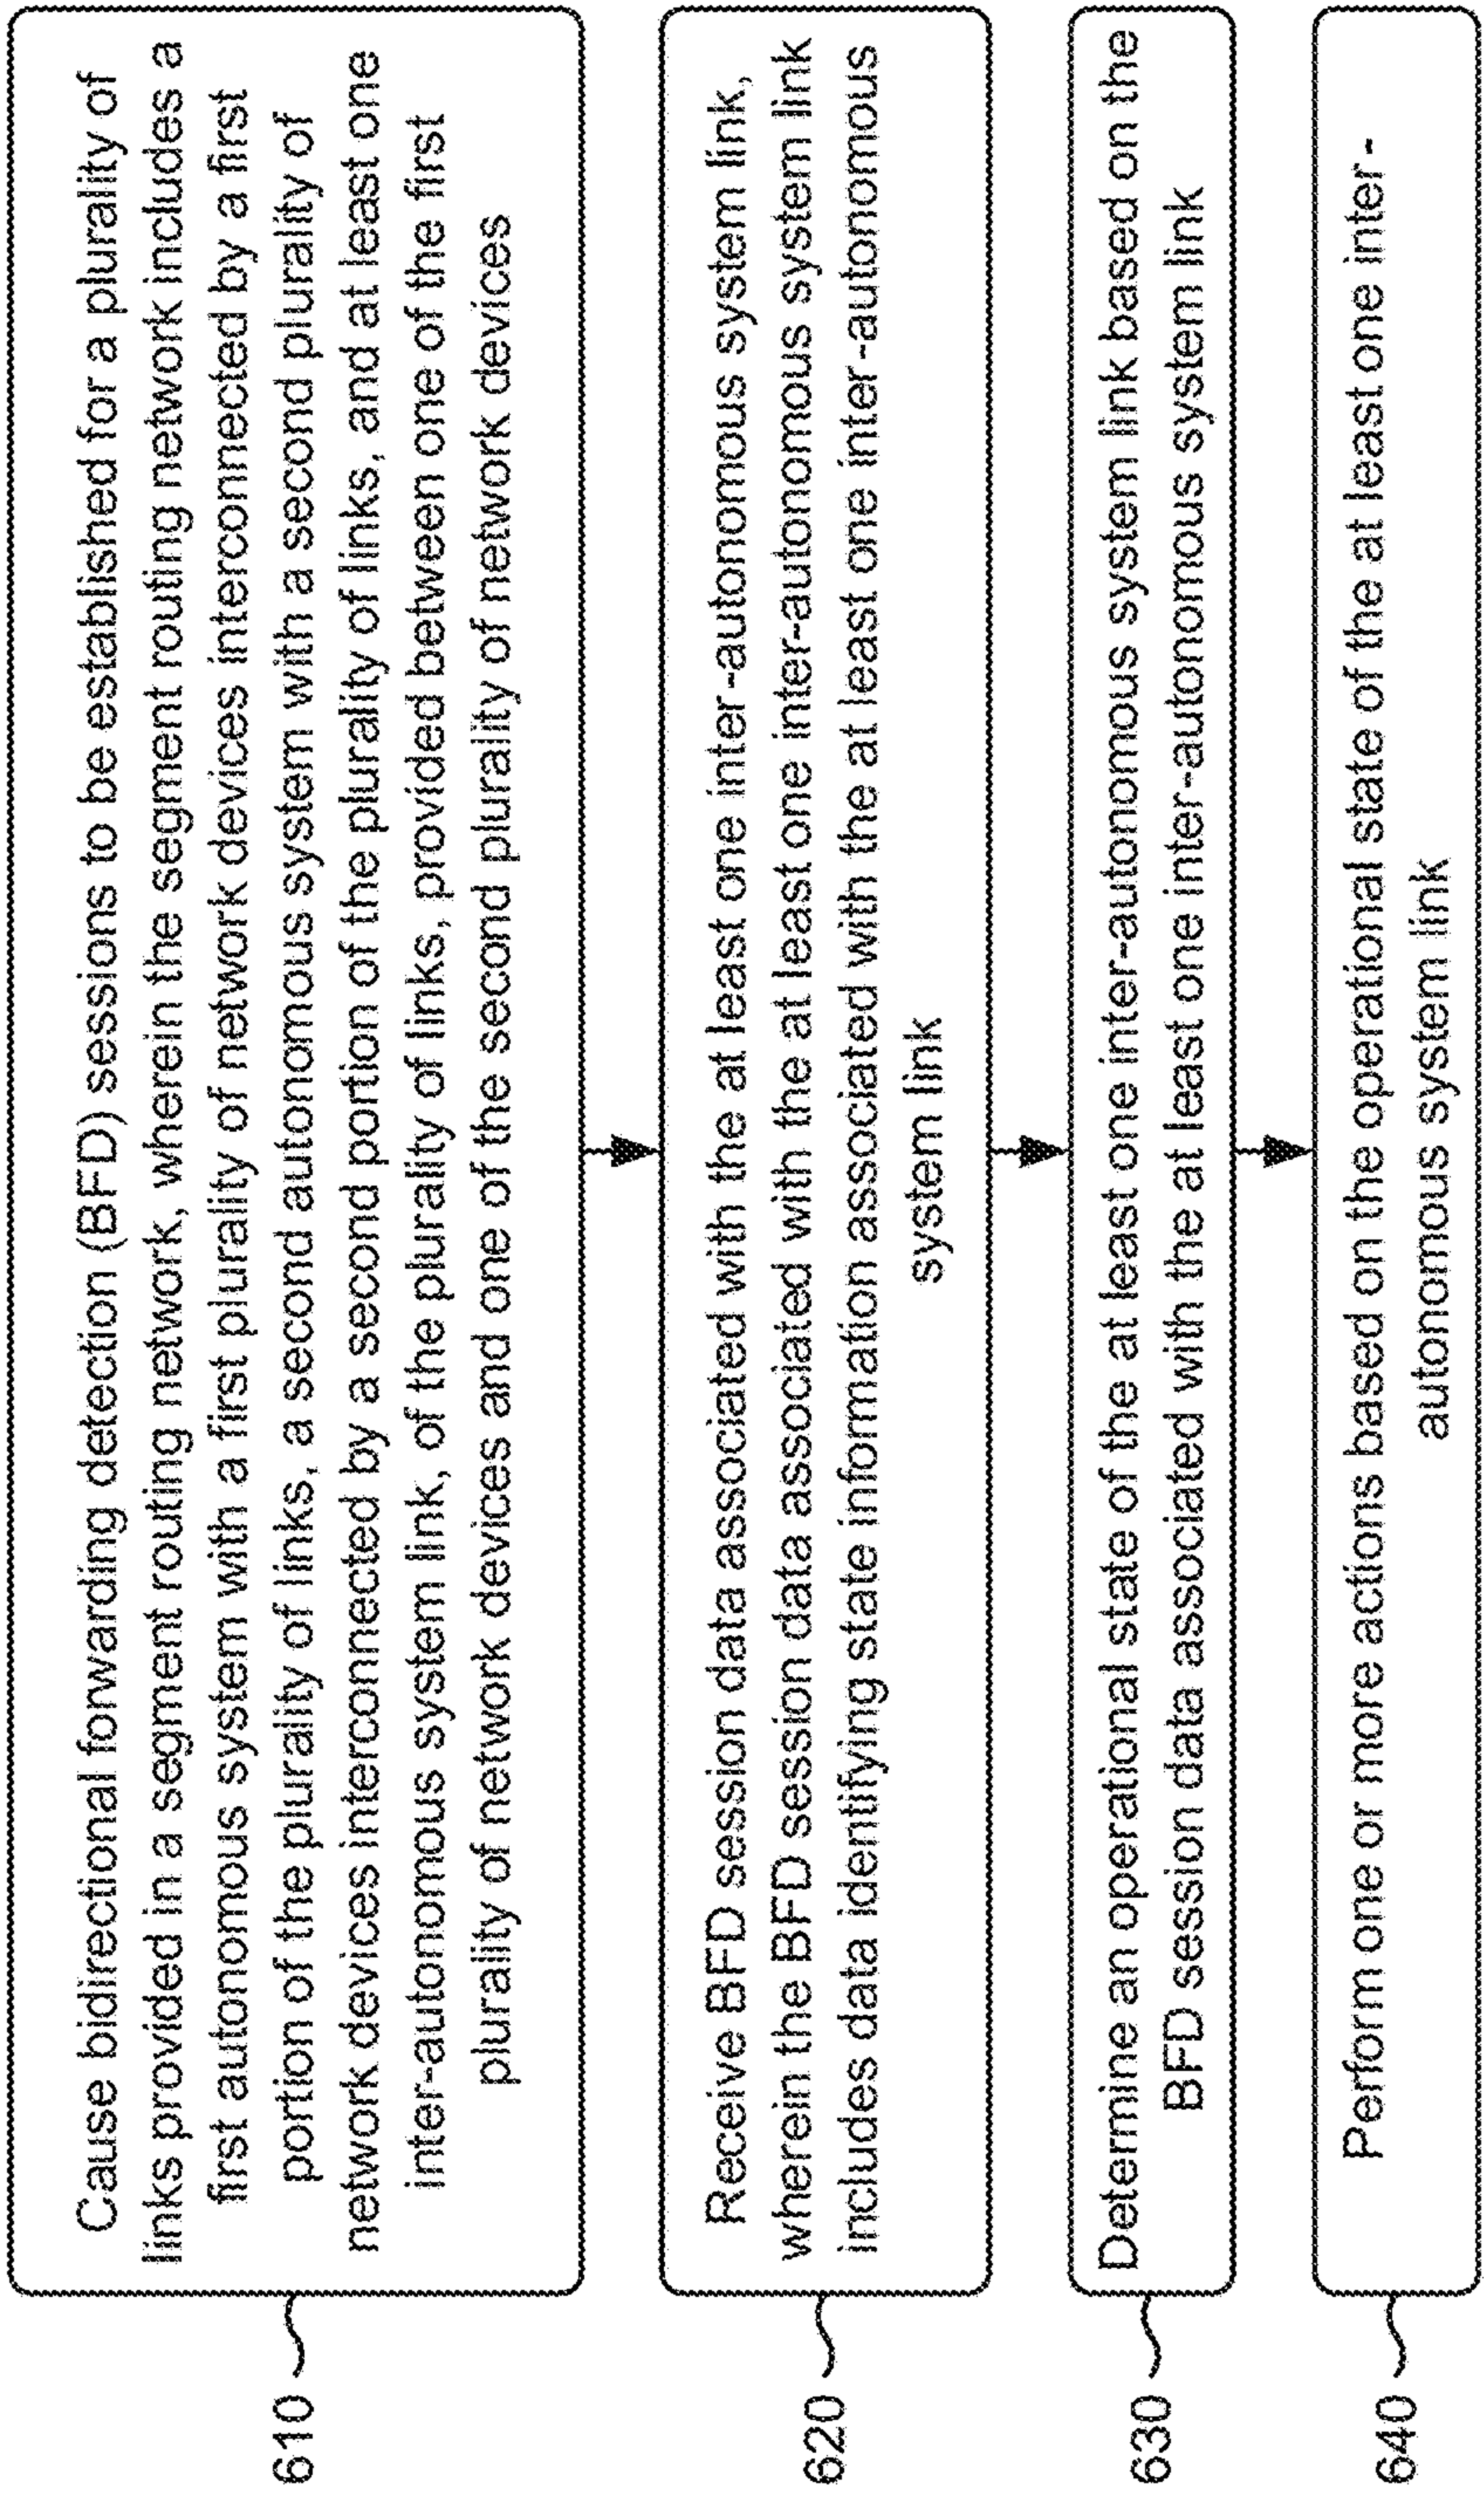 Cause bidirectional forwarding detection (BFD) sessions to be established for a plurality of
links provided in a segment routing network, wherein the segment routing network includes a
first autonomous system with a first plurality of network devices interconnected by a first
portion of the plurality of links, a second autonomous system with a second plurality of
network devices interconnected by a second portion of the plurality of links, and at least one
inter-autonomous system link, of the plurality of links, provided between one of the first
plurality of network devices and one of the second plurality of network devices
610
Receive BFD session data associated with the at least one inter-autonomous system link,
wherein the BFD session data associated with the at least one inter-autonomous system link
includes data identifying state information associated with the at least one inter-autonomous
system link
620
Determine an operational state of the at least one inter-autonomous system link based on the
BFD session data associated with the at least one inter-autonomous system link
630
Perform one or more actions based on the operational state of the at least one inter-
autonomous system link
640